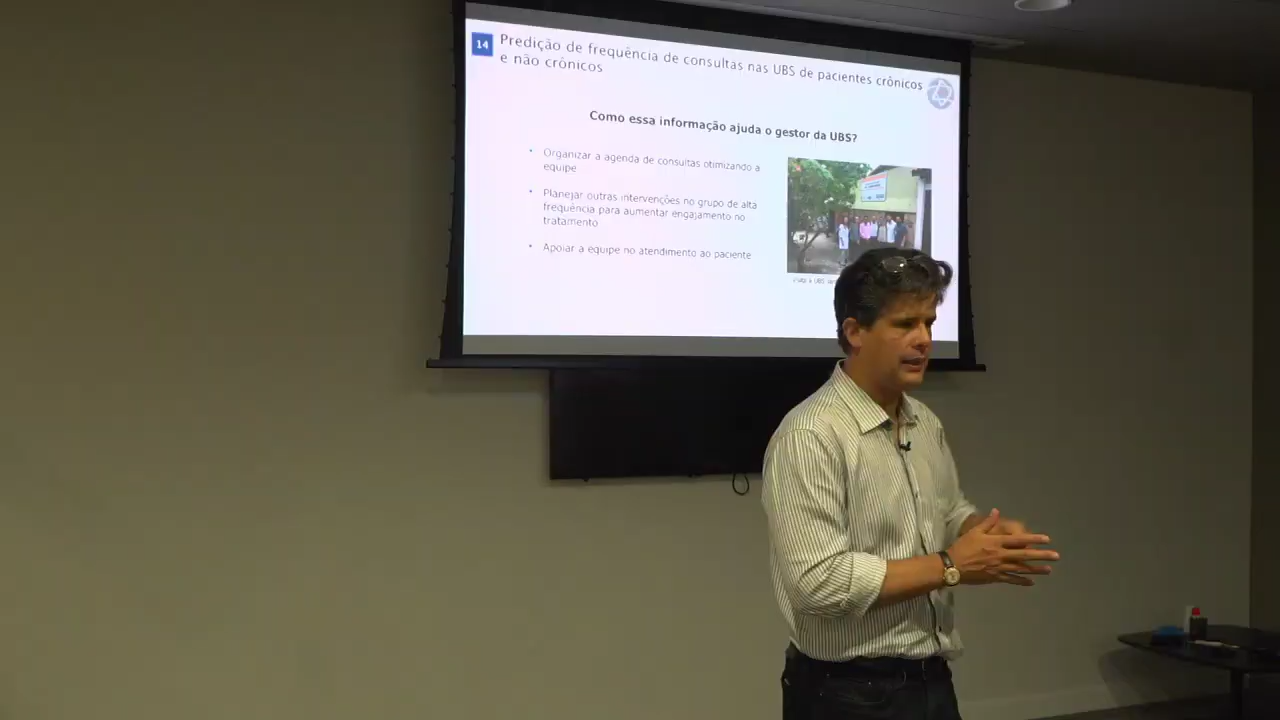 14
Predição de frequência de consultas nas UBS de pacientes crônicos
e não crônicos
Como essa informação ajuda o gestor da UBS?
• Organizar a agenda de consultas otimizando a
equipe
• Planejar outras intervenções no grupo de alta
frequência para aumentar engajamento no
tratamento
• Apoiar a equipe no atendimento ao paciente